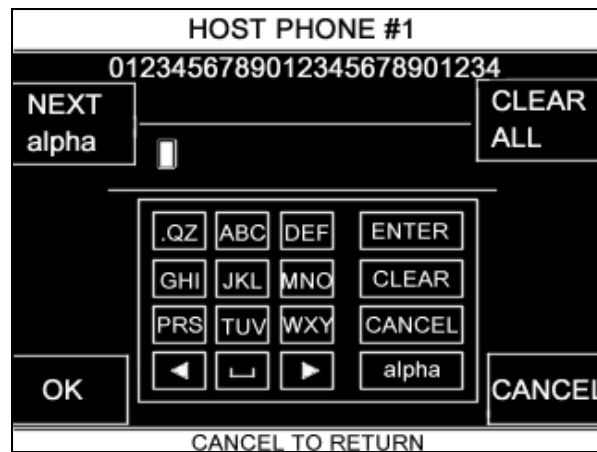 HOST PHONE #1
0123456789012345678901234
NEXT
alpha
CLEAR
ALL
.QZ ABC DEF ENTER
GHI JKL MNO CLEAR
PRS TUV WXY CANCEL
◄ ⌴ ► alpha
OK
CANCEL
CANCEL TO RETURN